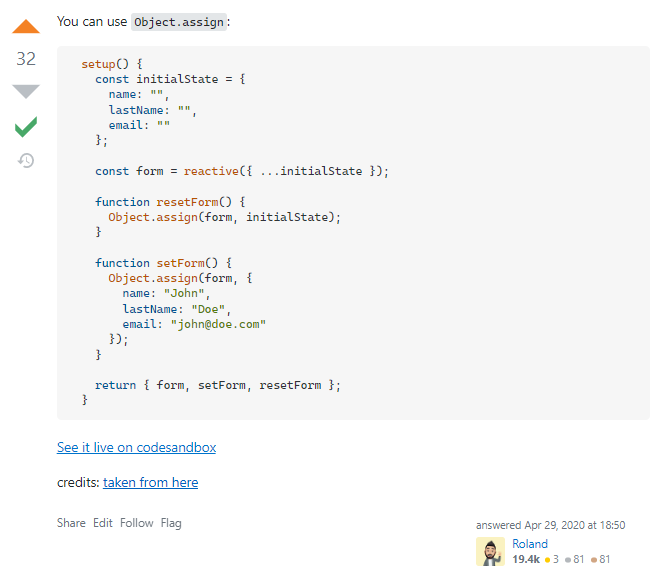 You can use Object.assign:
32
setup() {
  const initialState = {
    name: "",
    lastName: "",
    email: ""
  };

  const form = reactive({ ...initialState });

  function resetForm() {
    Object.assign(form, initialState);
  }

  function setForm() {
    Object.assign(form, {
      name: "John",
      lastName: "Doe",
      email: "john@doe.com"
    });
  }

  return { form, setForm, resetForm };
}
See it live on codesandbox
credits: taken from here
Share Edit Follow Flag
answered Apr 29, 2020 at 18:50
Roland
19.4k 3 81 81